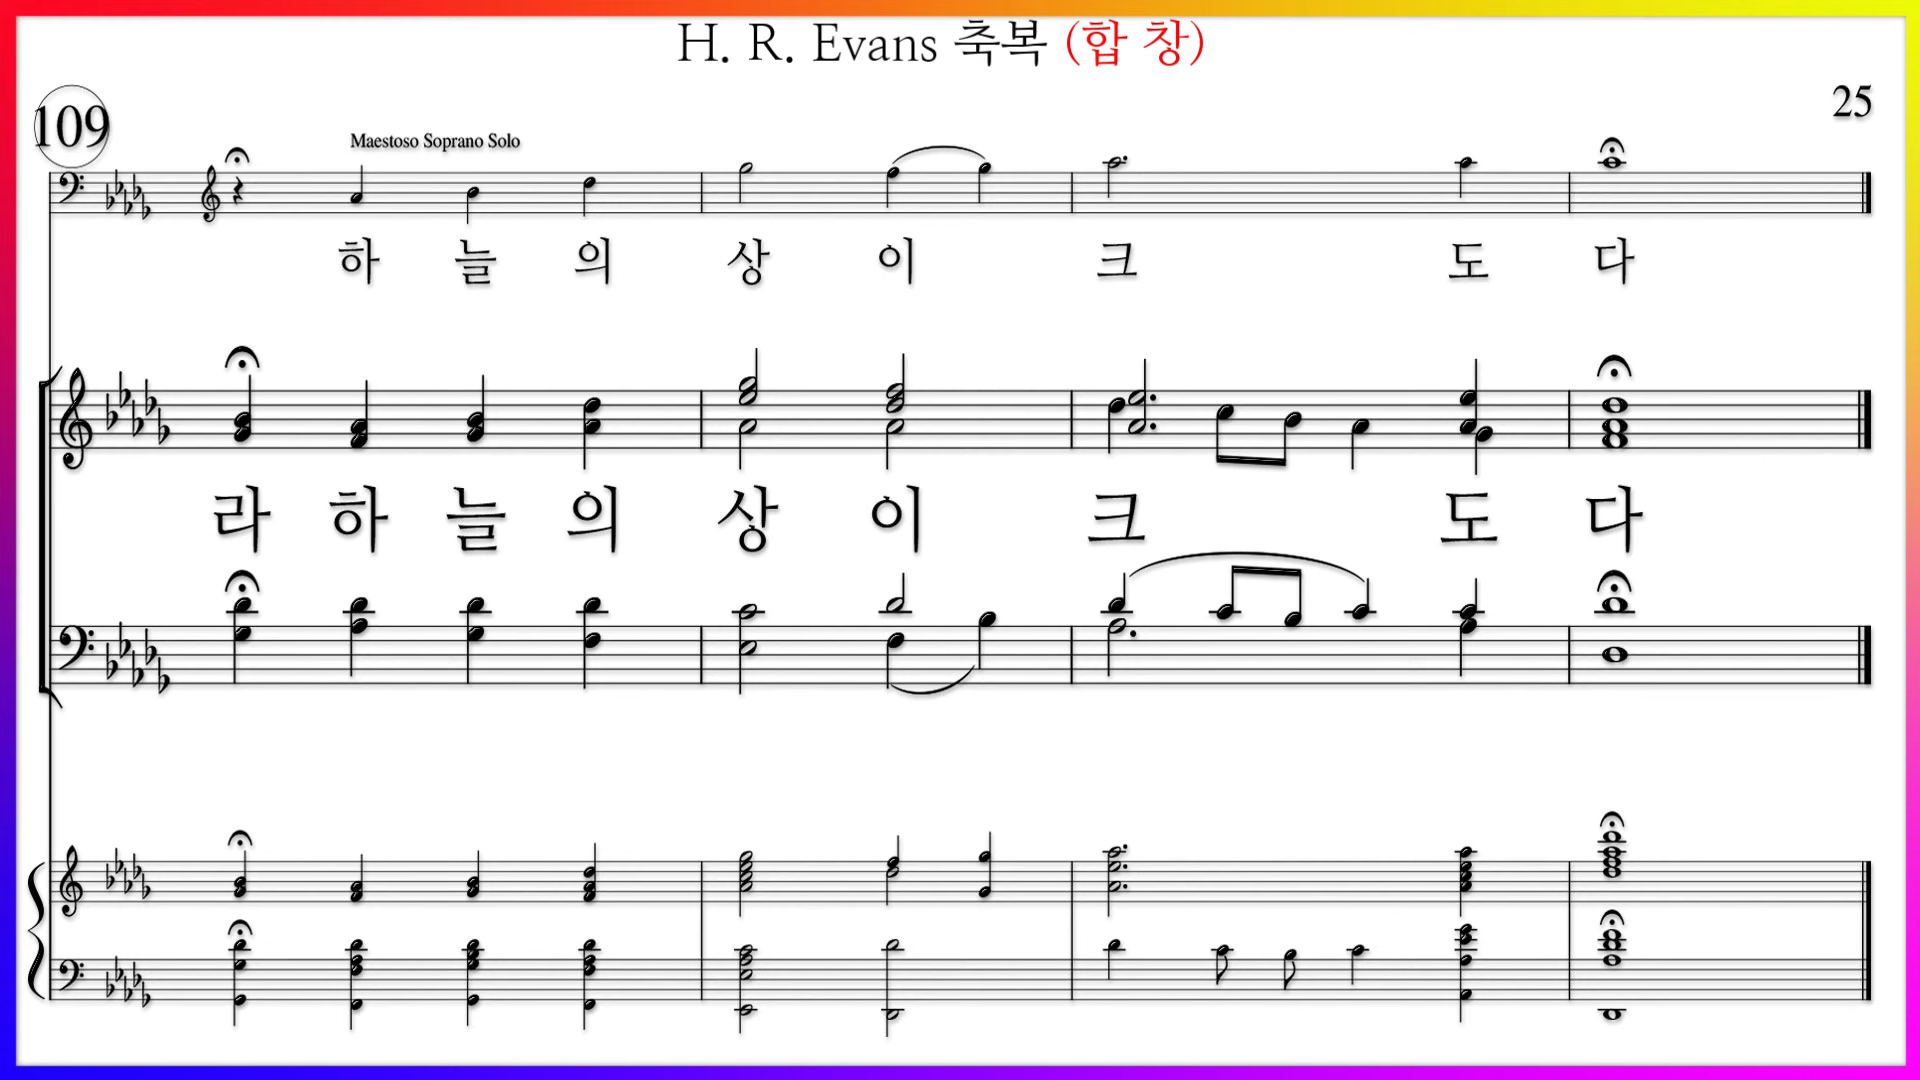 H. R. Evans 축복 (합 창)
109
25
Maestoso Soprano Solo
하 늘 의 상 이 크 도 다
라 하 늘 의 상 이 크 도 다